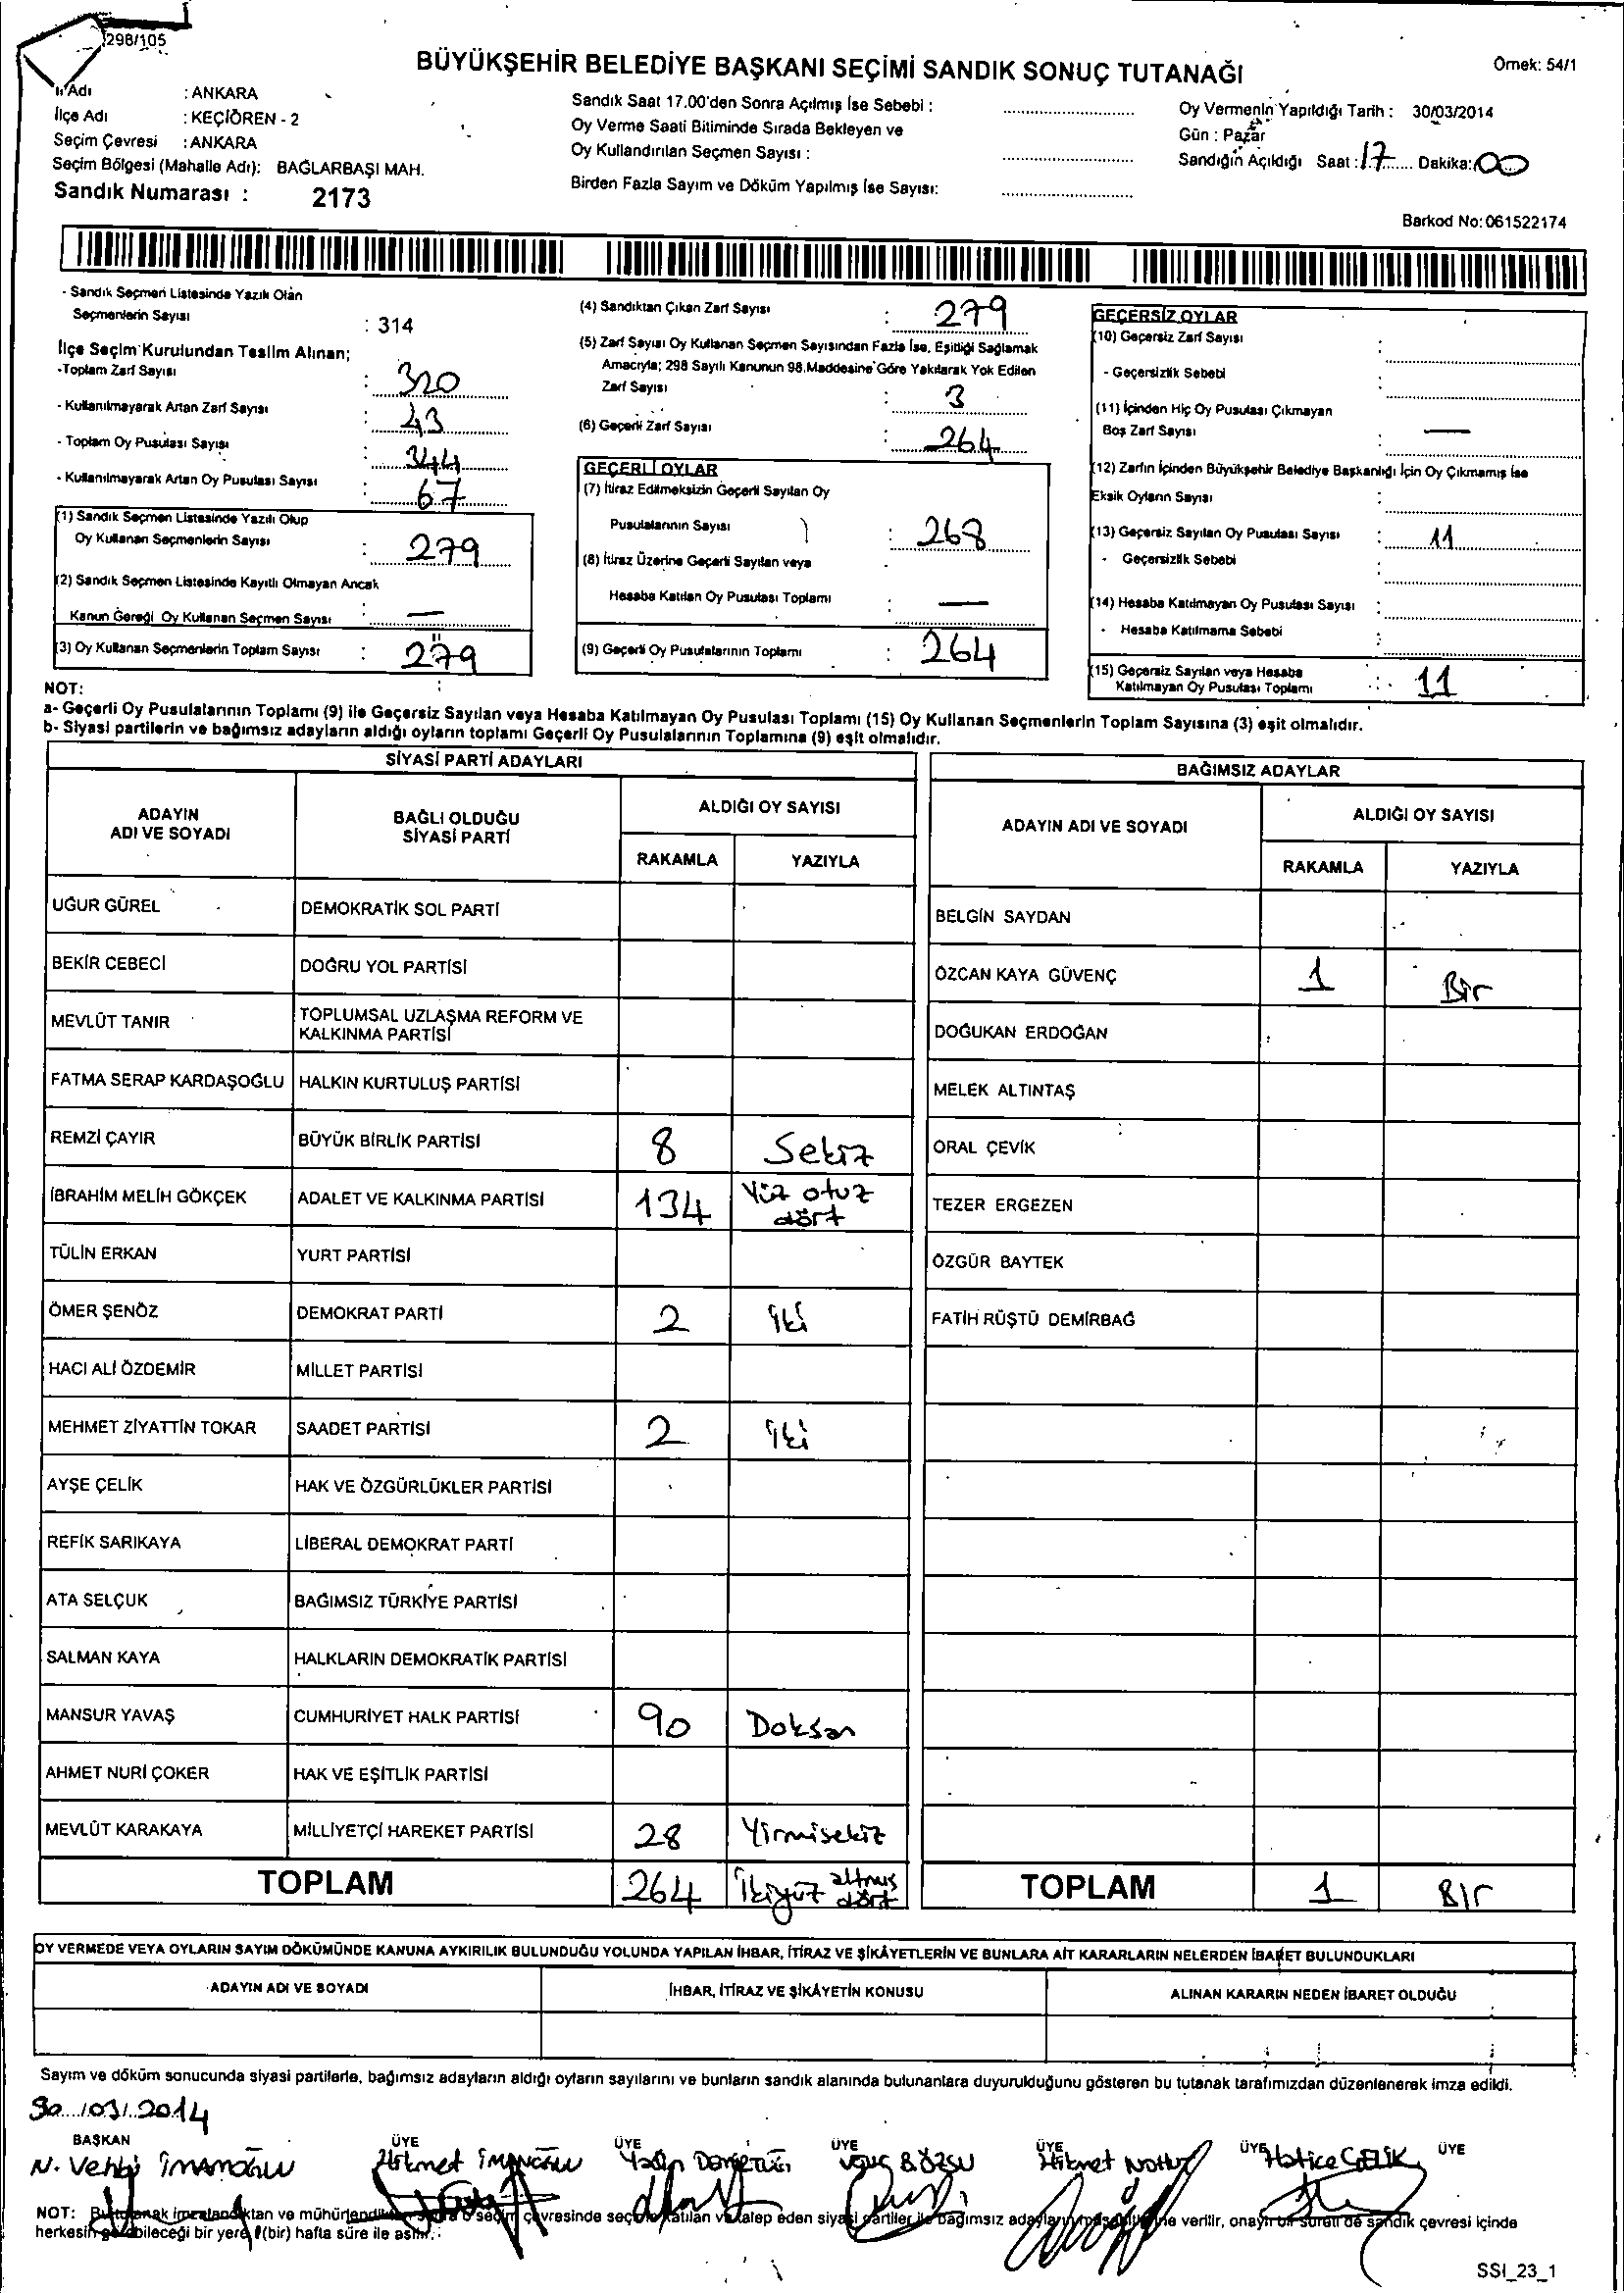 298/105
BÜYÜKŞEHİR BELEDİYE BAŞKANI SEÇİMİ SANDIK SONUÇ TUTANAĞI
Örnek: 54/1
İl Adı : ANKARA
İlçe Adı : KEÇİÖREN - 2
Seçim Çevresi : ANKARA
Seçim Bölgesi (Mahalle Adı): BAĞLARBAŞI MAH.
Sandık Numarası : 2173
Sandık Saat 17.00'den Sonra Açılmış İse Sebebi :
Oy Verme Saati Bitiminde Sırada Bekleyen ve
Oy Kullandırılan Seçmen Sayısı :
Birden Fazla Sayım ve Döküm Yapılmış İse Sayısı:
Oy Vermenin Yapıldığı Tarih : 30/03/2014
Gün : Pazar
Sandığın Açıldığı Saat : 17 Dakika: 00
Barkod No: 061522174
- Sandık Seçmen Listesinde Yazılı Olan
Seçmenlerin Sayısı : 314
İlçe Seçim Kurulundan Teslim Alınan;
-Toplam Zarf Sayısı : 320
- Kullanılmayarak Artan Zarf Sayısı : 43
- Toplam Oy Pusulası Sayısı : 344
- Kullanılmayarak Artan Oy Pusulası Sayısı : 67
(1) Sandık Seçmen Listesinde Yazılı Olup
Oy Kullanan Seçmenlerin Sayısı : 279
(2) Sandık Seçmen Listesinde Kayıtlı Olmayan Ancak
Kanun Gereği Oy Kullanan Seçmen Sayısı : —
(3) Oy Kullanan Seçmenlerin Toplam Sayısı : 279
(4) Sandıktan Çıkan Zarf Sayısı : 279
(5) Zarf Sayısı Oy Kullanan Seçmen Sayısından Fazla İse, Eşitliği Sağlamak
Amacıyla; 298 Sayılı Kanunun 98.Maddesine Göre Yakılarak Yok Edilen
Zarf Sayısı : 3
(6) Geçerli Zarf Sayısı : 264
GEÇERLİ OYLAR
(7) İtiraz Edilmeksizin Geçerli Sayılan Oy
Pusulalarının Sayısı : 268
(8) İtiraz Üzerine Geçerli Sayılan veya
Hesaba Katılan Oy Pusulası Toplamı : —
(9) Geçerli Oy Pusulalarının Toplamı : 264
GEÇERSİZ OYLAR
(10) Geçersiz Zarf Sayısı :
- Geçersizlik Sebebi :
(11) İçinden Hiç Oy Pusulası Çıkmayan
Boş Zarf Sayısı : —
(12) Zarfın İçinden Büyükşehir Belediye Başkanlığı İçin Oy Çıkmamış İse
Eksik Oyların Sayısı :
(13) Geçersiz Sayılan Oy Pusulası Sayısı : 11
- Geçersizlik Sebebi :
(14) Hesaba Katılmayan Oy Pusulası Sayısı :
- Hesaba Katılmama Sebebi :
(15) Geçersiz Sayılan veya Hesaba
Katılmayan Oy Pusulası Toplamı : 11
NOT:
a- Geçerli Oy Pusulalarının Toplamı (9) ile Geçersiz Sayılan veya Hesaba Katılmayan Oy Pusulası Toplamı (15) Oy Kullanan Seçmenlerin Toplam Sayısına (3) eşit olmalıdır.
b- Siyasi partilerin ve bağımsız adayların aldığı oyların toplamı Geçerli Oy Pusulalarının Toplamına (9) eşit olmalıdır.
SİYASİ PARTİ ADAYLARI
ADAYIN ADI VE SOYADI
BAĞLI OLDUĞU SİYASİ PARTİ
ALDIĞI OY SAYISI
RAKAMLA YAZIYLA
UĞUR GÜREL DEMOKRATİK SOL PARTİ
BEKİR CEBECİ DOĞRU YOL PARTİSİ
MEVLÜT TANIR TOPLUMSAL UZLAŞMA REFORM VE
KALKINMA PARTİSİ
FATMA SERAP KARDAŞOĞLU HALKIN KURTULUŞ PARTİSİ
REMZİ ÇAYIR BÜYÜK BİRLİK PARTİSİ 8 Sekiz
İBRAHİM MELİH GÖKÇEK ADALET VE KALKINMA PARTİSİ 134 Yüz otuz
dört
TÜLİN ERKAN YURT PARTİSİ
ÖMER ŞENÖZ DEMOKRAT PARTİ 2 iki
HACI ALİ ÖZDEMİR MİLLET PARTİSİ
MEHMET ZİYATTİN TOKAR SAADET PARTİSİ 2 iki
AYŞE ÇELİK HAK VE ÖZGÜRLÜKLER PARTİSİ
REFİK SARIKAYA LİBERAL DEMOKRAT PARTİ
ATA SELÇUK BAĞIMSIZ TÜRKİYE PARTİSİ
SALMAN KAYA HALKLARIN DEMOKRATİK PARTİSİ
MANSUR YAVAŞ CUMHURİYET HALK PARTİSİ 90 Doksan
AHMET NURİ ÇOKER HAK VE EŞİTLİK PARTİSİ
MEVLÜT KARAKAYA MİLLİYETÇİ HAREKET PARTİSİ 28 Yirmisekiz
TOPLAM 264 İkiyüz altmış
dört
BAĞIMSIZ ADAYLAR
ADAYIN ADI VE SOYADI
ALDIĞI OY SAYISI
RAKAMLA YAZIYLA
BELGİN SAYDAN
ÖZCAN KAYA GÜVENÇ 1 Bir
DOĞUKAN ERDOĞAN
MELEK ALTINTAŞ
ORAL ÇEVİK
TEZER ERGEZEN
ÖZGÜR BAYTEK
FATİH RÜŞTÜ DEMİRBAĞ
TOPLAM 1 Bir
OY VERMEDE VEYA OYLARIN SAYIM DÖKÜMÜNDE KANUNA AYKIRILIK BULUNDUĞU YOLUNDA YAPILAN İHBAR, İTİRAZ VE ŞİKÂYETLERİN VE BUNLARA AİT KARARLARIN NELERDEN İBARET BULUNDUKLARI
ADAYIN ADI VE SOYADI
İHBAR, İTİRAZ VE ŞİKÂYETİN KONUSU
ALINAN KARARIN NEDEN İBARET OLDUĞU
Sayım ve döküm sonucunda siyasi partilerle, bağımsız adayların aldığı oyların sayılarını ve bunların sandık alanında bulunanlara duyurulduğunu gösteren bu tutanak tarafımızdan düzenlenerek imza edildi.
30/03/2014
BAŞKAN ÜYE ÜYE ÜYE ÜYE ÜYE ÜYE
N. Vehbi İMAMOĞLU Hikmet Hikmet Hatice ÇELİK
NOT: Bu tutanak imzalandıktan ve mühürlendikten sonra o seçim çevresinde seçime katılan ve talep eden siyasi partiler ile bağımsız adayların verilir, onaylı bir sureti de sandık çevresi içinde
herkesin görebileceği bir yere 1(bir) hafta süre ile asılır.
SSI_23_1